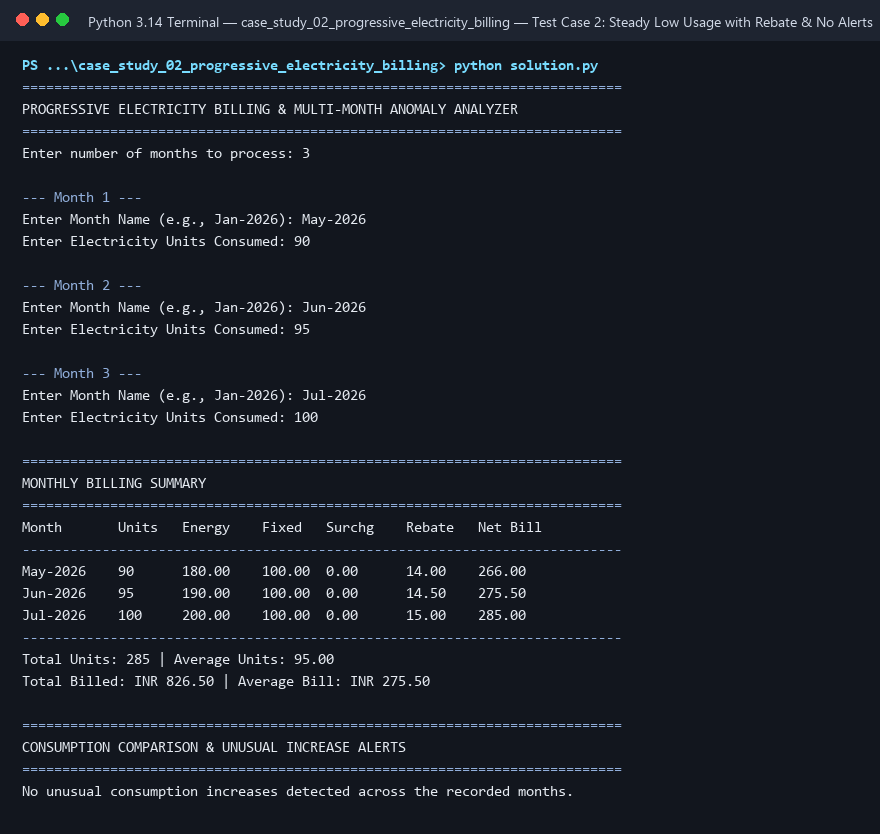 Python 3.14 Terminal — case_study_02_progressive_electricity_billing — Test Case 2: Steady Low Usage with Rebate & No Alerts
PS ...\case_study_02_progressive_electricity_billing> python solution.py
===========================================================================
PROGRESSIVE ELECTRICITY BILLING & MULTI-MONTH ANOMALY ANALYZER
===========================================================================
Enter number of months to process: 3
--- Month 1 ---
Enter Month Name (e.g., Jan-2026): May-2026
Enter Electricity Units Consumed: 90
--- Month 2 ---
Enter Month Name (e.g., Jan-2026): Jun-2026
Enter Electricity Units Consumed: 95
--- Month 3 ---
Enter Month Name (e.g., Jan-2026): Jul-2026
Enter Electricity Units Consumed: 100
===========================================================================
MONTHLY BILLING SUMMARY
===========================================================================
Month       Units   Energy    Fixed   Surchg    Rebate   Net Bill
---------------------------------------------------------------------------
May-2026    90      180.00    100.00  0.00      14.00    266.00
Jun-2026    95      190.00    100.00  0.00      14.50    275.50
Jul-2026    100     200.00    100.00  0.00      15.00    285.00
---------------------------------------------------------------------------
Total Units: 285 | Average Units: 95.00
Total Billed: INR 826.50 | Average Bill: INR 275.50
===========================================================================
CONSUMPTION COMPARISON & UNUSUAL INCREASE ALERTS
===========================================================================
No unusual consumption increases detected across the recorded months.